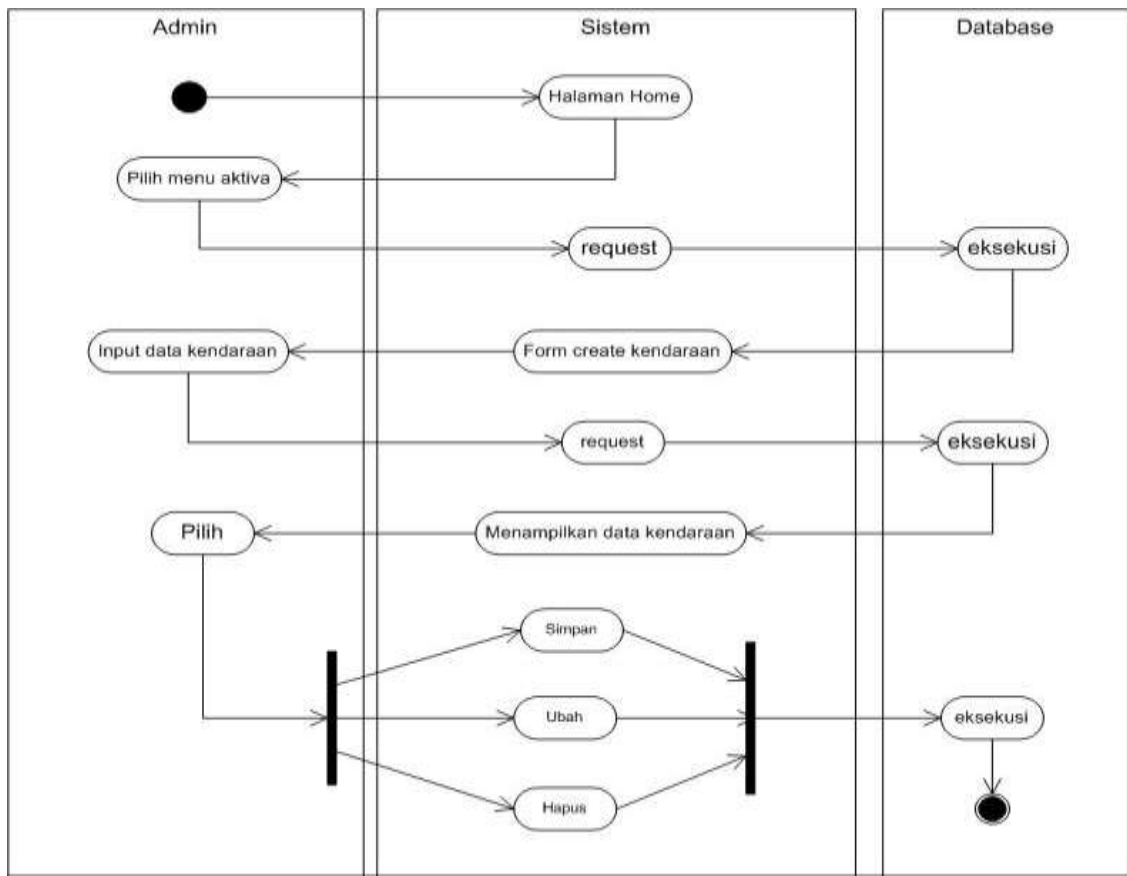 Admin
Sistem
Database
Halaman Home
Pilih menu aktiva
request
eksekusi
Input data kendaraan
Form create kendaraan
request
eksekusi
Pilih
Menampilkan data kendaraan
Simpan
Ubah
eksekusi
Hapus